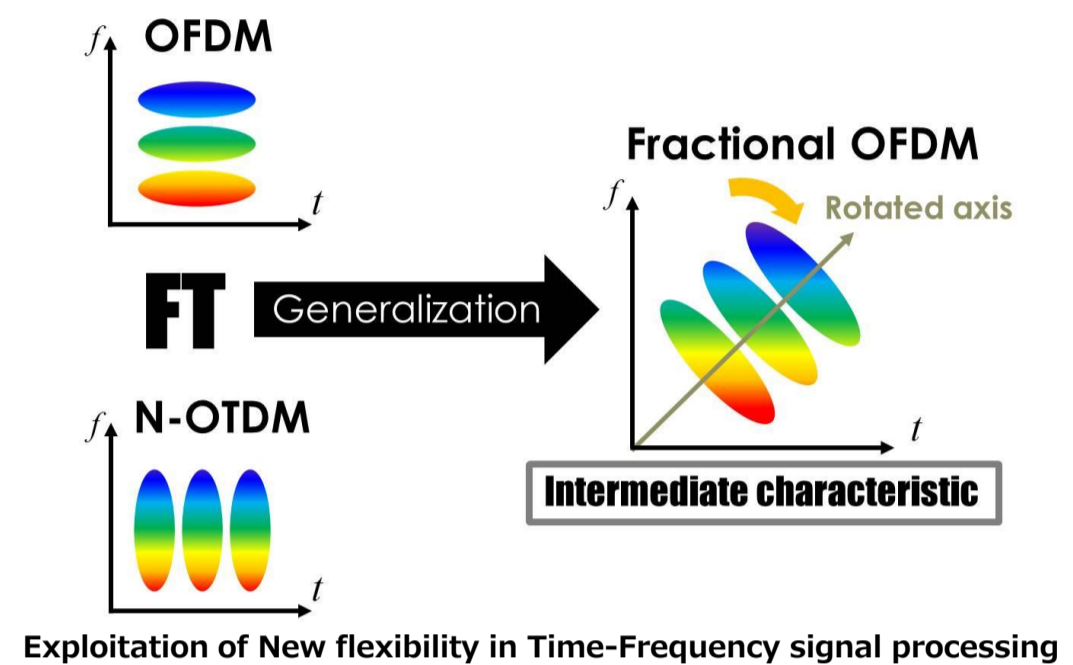 f OFDM
t
FT
Generalization
f N-OTDM
t
Fractional OFDM
f
Rotated axis
t
Intermediate characteristic
Exploitation of New flexibility in Time-Frequency signal processing